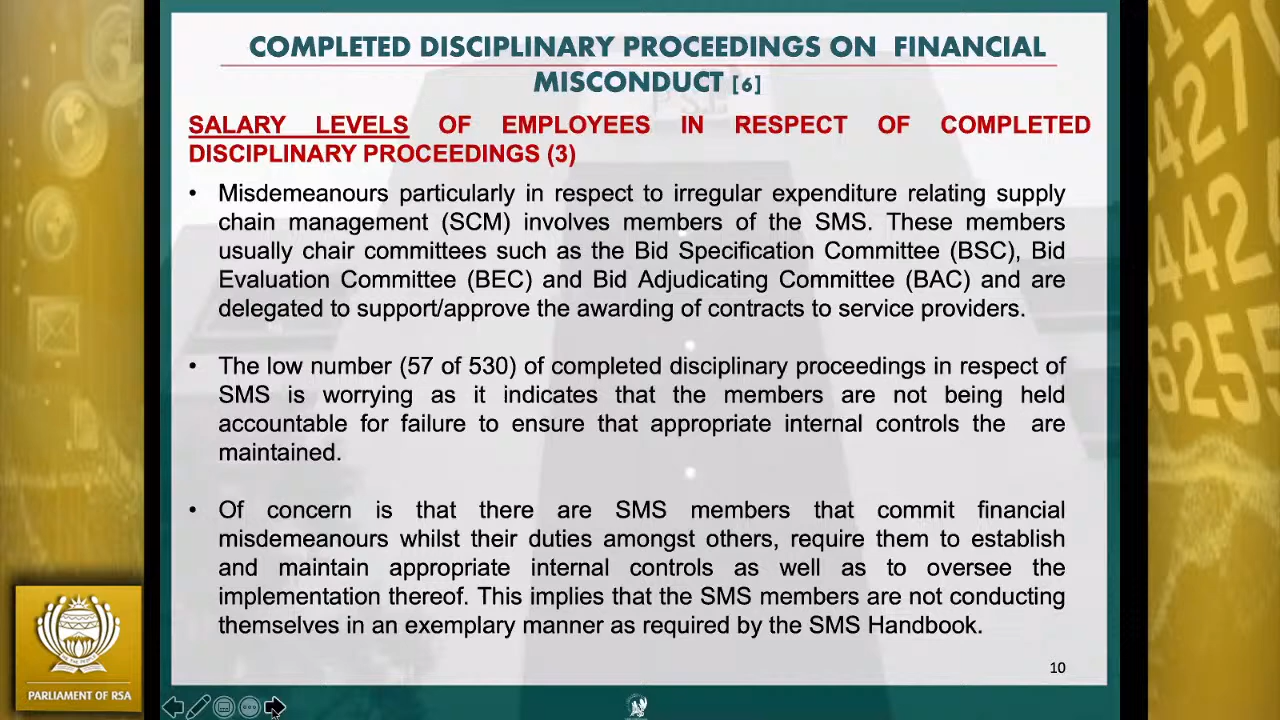 COMPLETED DISCIPLINARY PROCEEDINGS ON FINANCIAL
MISCONDUCT [6]
SALARY LEVELS OF EMPLOYEES IN RESPECT OF COMPLETED
DISCIPLINARY PROCEEDINGS (3)
• Misdemeanours particularly in respect to irregular expenditure relating supply
chain management (SCM) involves members of the SMS. These members
usually chair committees such as the Bid Specification Committee (BSC), Bid
Evaluation Committee (BEC) and Bid Adjudicating Committee (BAC) and are
delegated to support/approve the awarding of contracts to service providers.
• The low number (57 of 530) of completed disciplinary proceedings in respect of
SMS is worrying as it indicates that the members are not being held
accountable for failure to ensure that appropriate internal controls the are
maintained.
• Of concern is that there are SMS members that commit financial
misdemeanours whilst their duties amongst others, require them to establish
and maintain appropriate internal controls as well as to oversee the
implementation thereof. This implies that the SMS members are not conducting
themselves in an exemplary manner as required by the SMS Handbook.
10
PARLIAMENT OF RSA